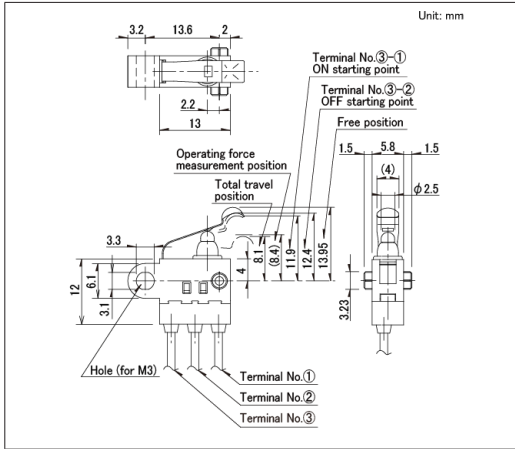 Unit: mm
3.2
13.6
2
2.2
13
Terminal No.③-①
ON starting point
Terminal No.③-②
OFF starting point
Free position
Operating force
measurement position
Total travel
position
1.5
5.8
1.5
(4)
φ2.5
3.3
12
6.1
3.1
4
8.1
(8.4)
11.9
12.4
13.95
3.23
Hole (for M3)
Terminal No.①
Terminal No.②
Terminal No.③